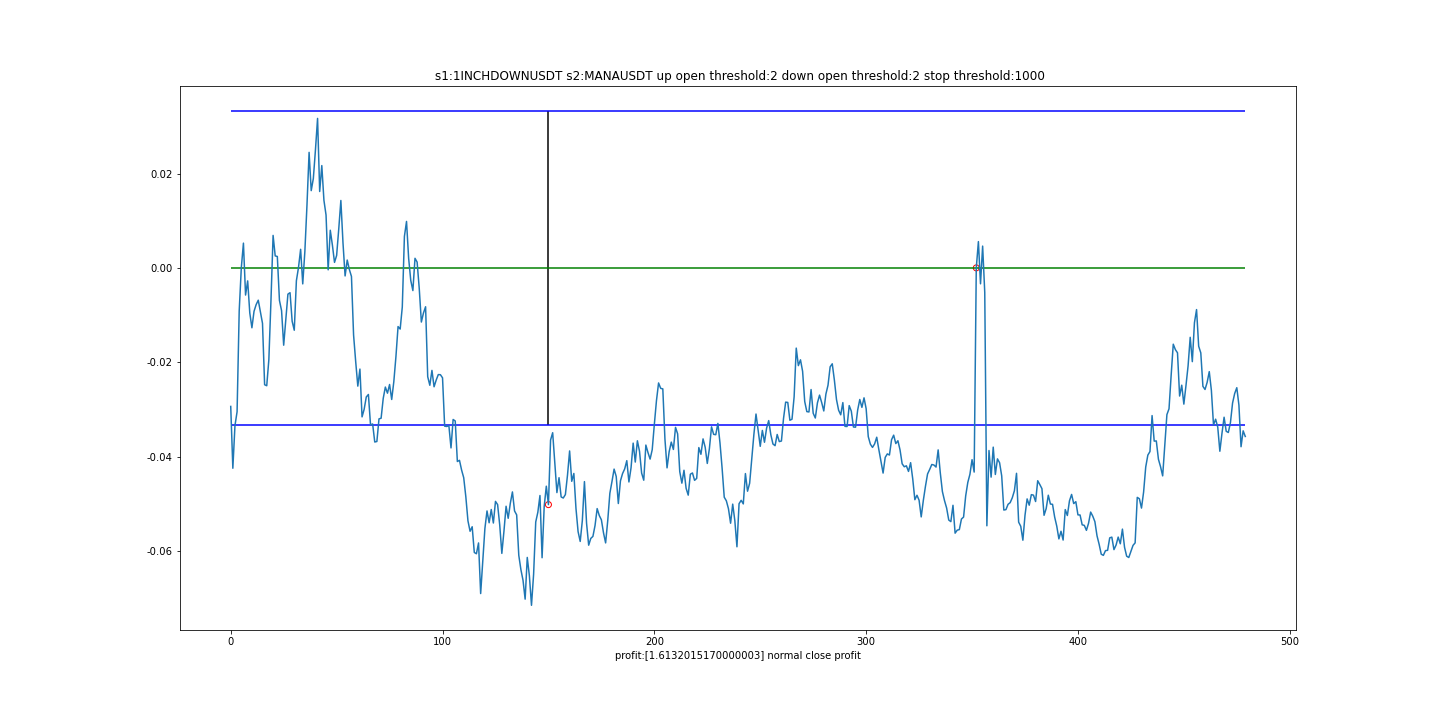 s1:1INCHDOWNUSDT s2:MANAUSDT up open threshold:2 down open threshold:2 stop threshold:1000
0.02
0.00
-0.02
-0.04
-0.06
0 100 200 300 400 500
profit:[1.6132015170000003] normal close profit